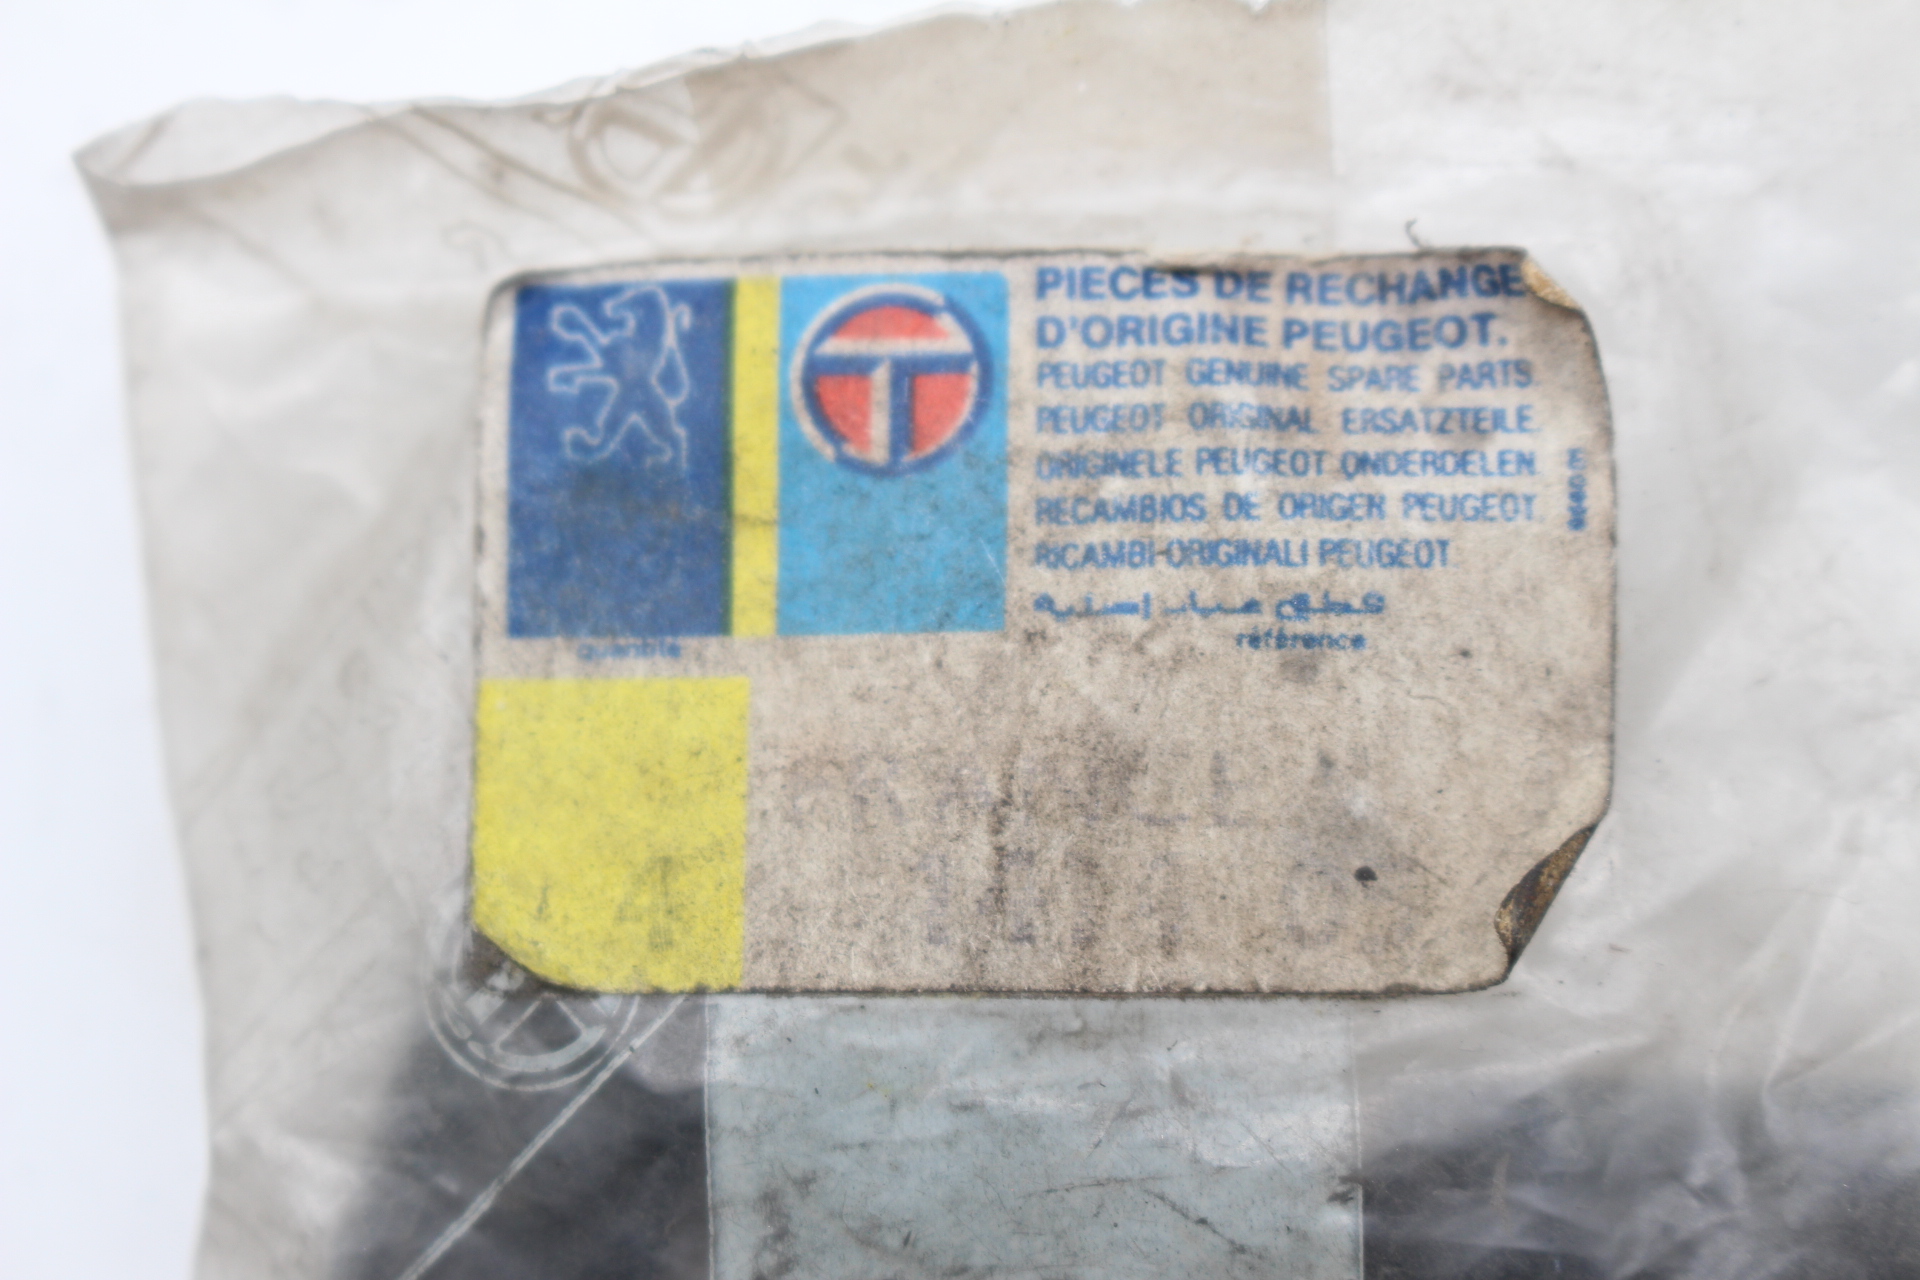 PIECES DE RECHANGE
D'ORIGINE PEUGEOT.
PEUGEOT GENUINE SPARE PARTS.
PEUGEOT ORIGINAL ERSATZTEILE.
ORIGINELE PEUGEOT ONDERDELEN.
RECAMBIOS DE ORIGEN PEUGEOT.
RICAMBI ORIGINALI PEUGEOT.
référence
quantité
4